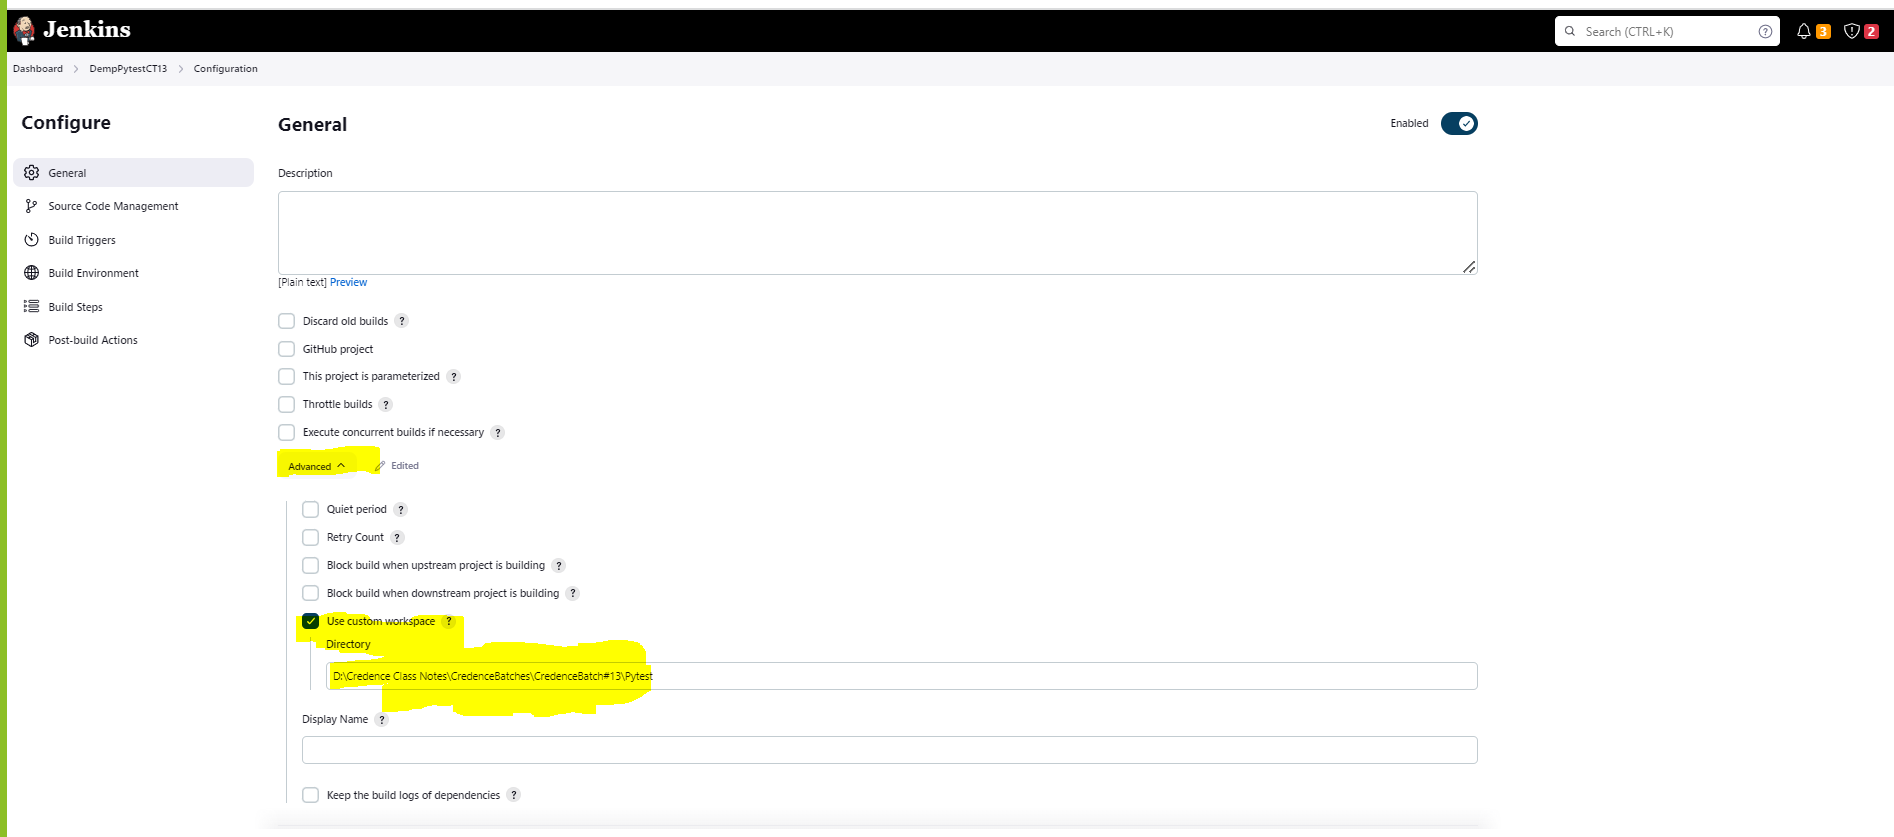 Jenkins
Search (CTRL+K)
?
3
2
Dashboard > DempPytestCT13 > Configuration
Configure
General
Source Code Management
Build Triggers
Build Environment
Build Steps
Post-build Actions
General
Enabled
Description
[Plain text] Preview
Discard old builds ?
GitHub project
This project is parameterized ?
Throttle builds ?
Execute concurrent builds if necessary ?
Advanced
Edited
Quiet period ?
Retry Count ?
Block build when upstream project is building ?
Block build when downstream project is building ?
Use custom workspace ?
Directory
D:\Credence Class Notes\CredenceBatches\CredenceBatch#13\Pytest
Display Name ?
Keep the build logs of dependencies ?